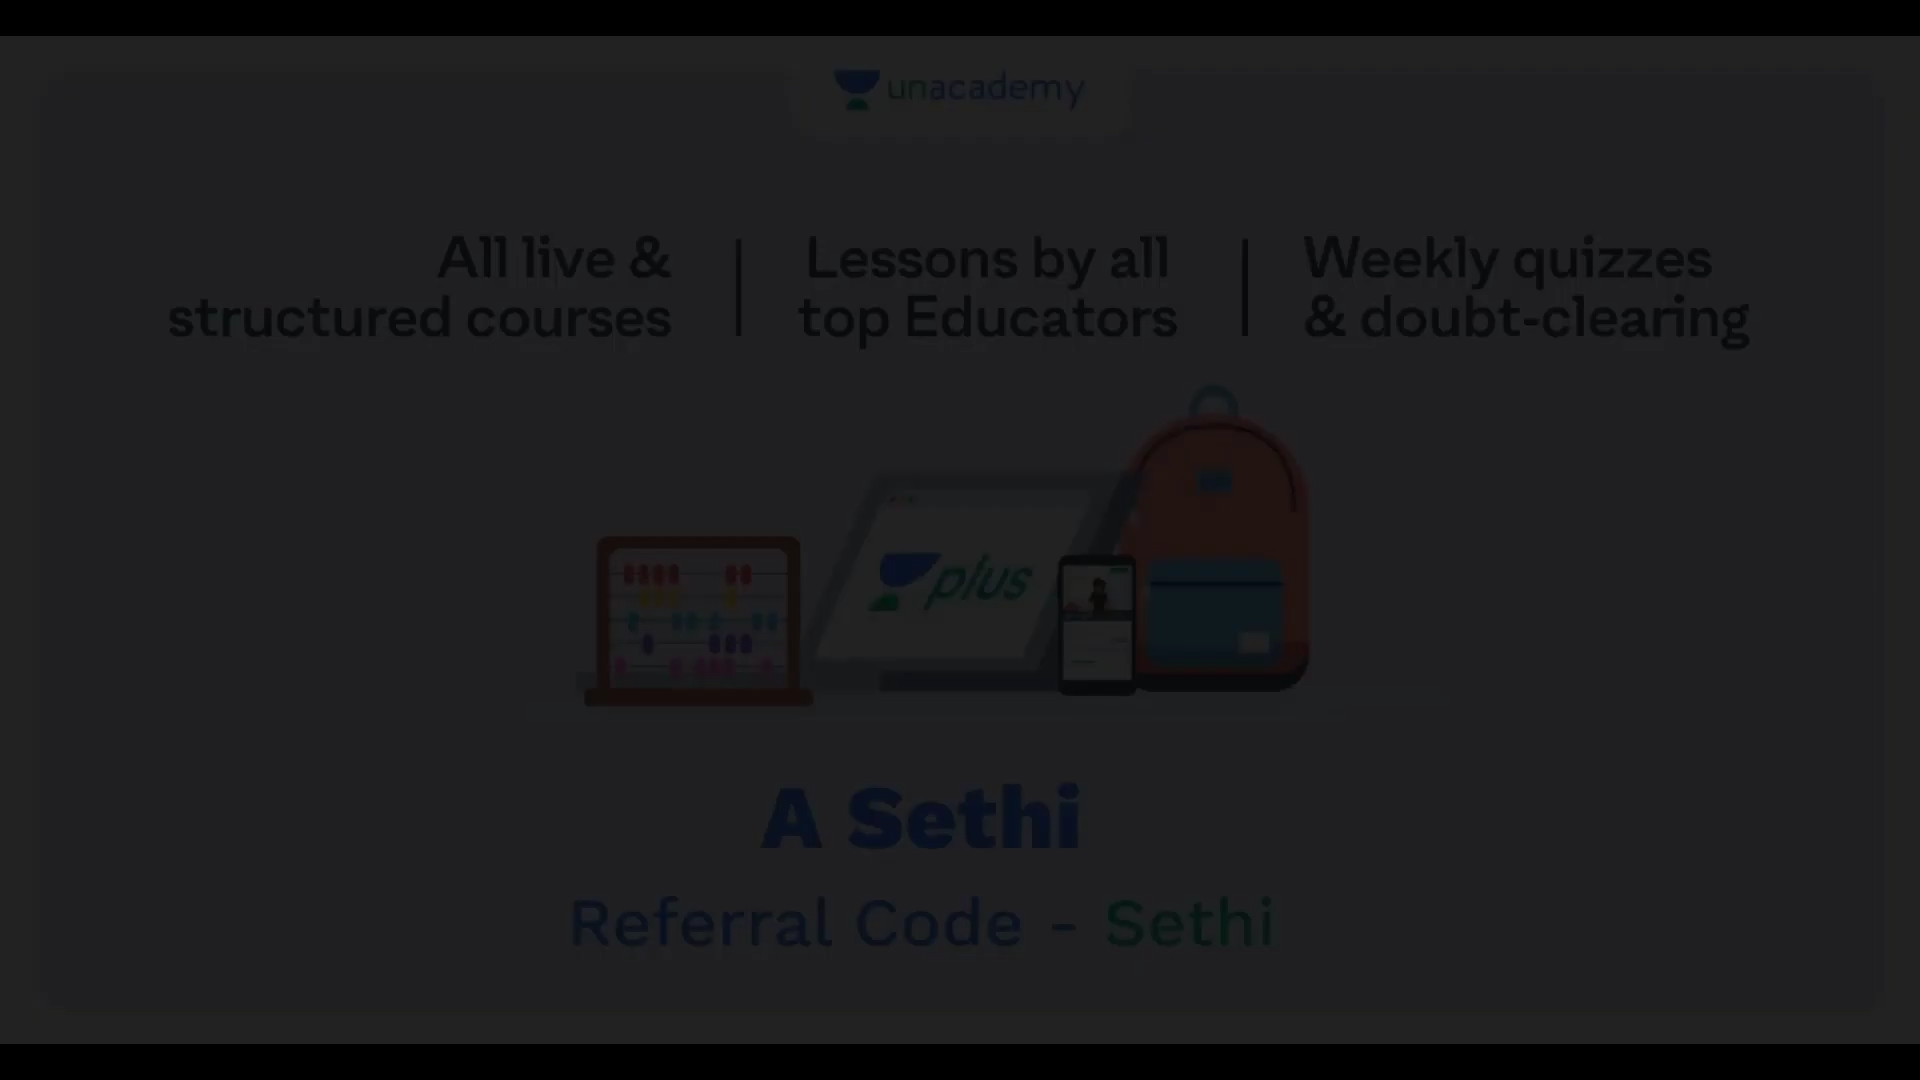 unacademy
All live &
structured courses
Lessons by all
top Educators
Weekly quizzes
& doubt-clearing
plus
A Sethi
Referral Code - Sethi